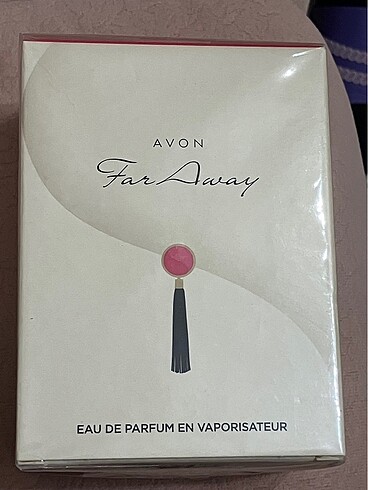 AVON
Far Away
EAU DE PARFUM EN VAPORISATEUR